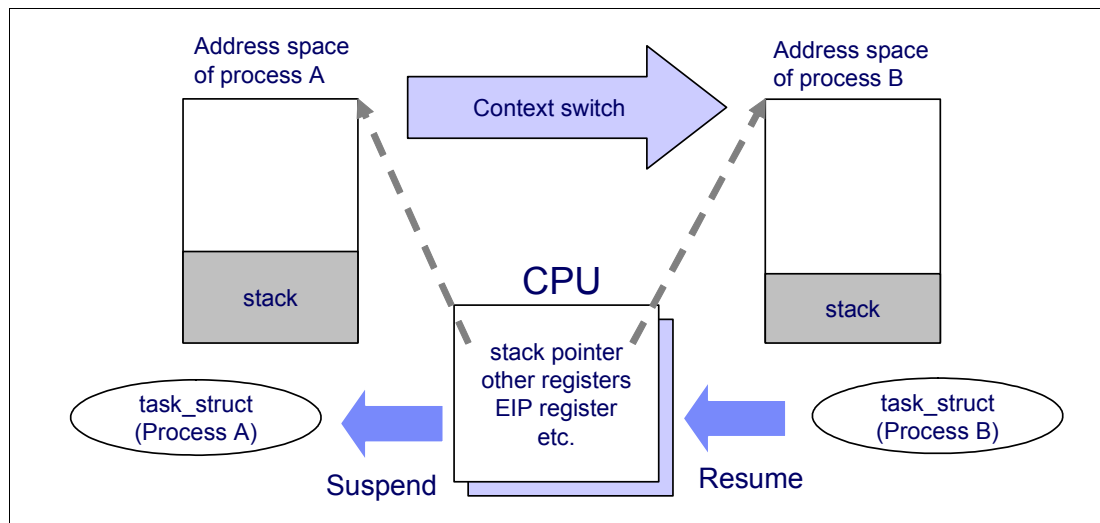 Address space
of process A
Context switch
Address space
of process B
stack
CPU
stack pointer
other registers
EIP register
etc.
stack
task_struct
(Process A)
Suspend
Resume
task_struct
(Process B)